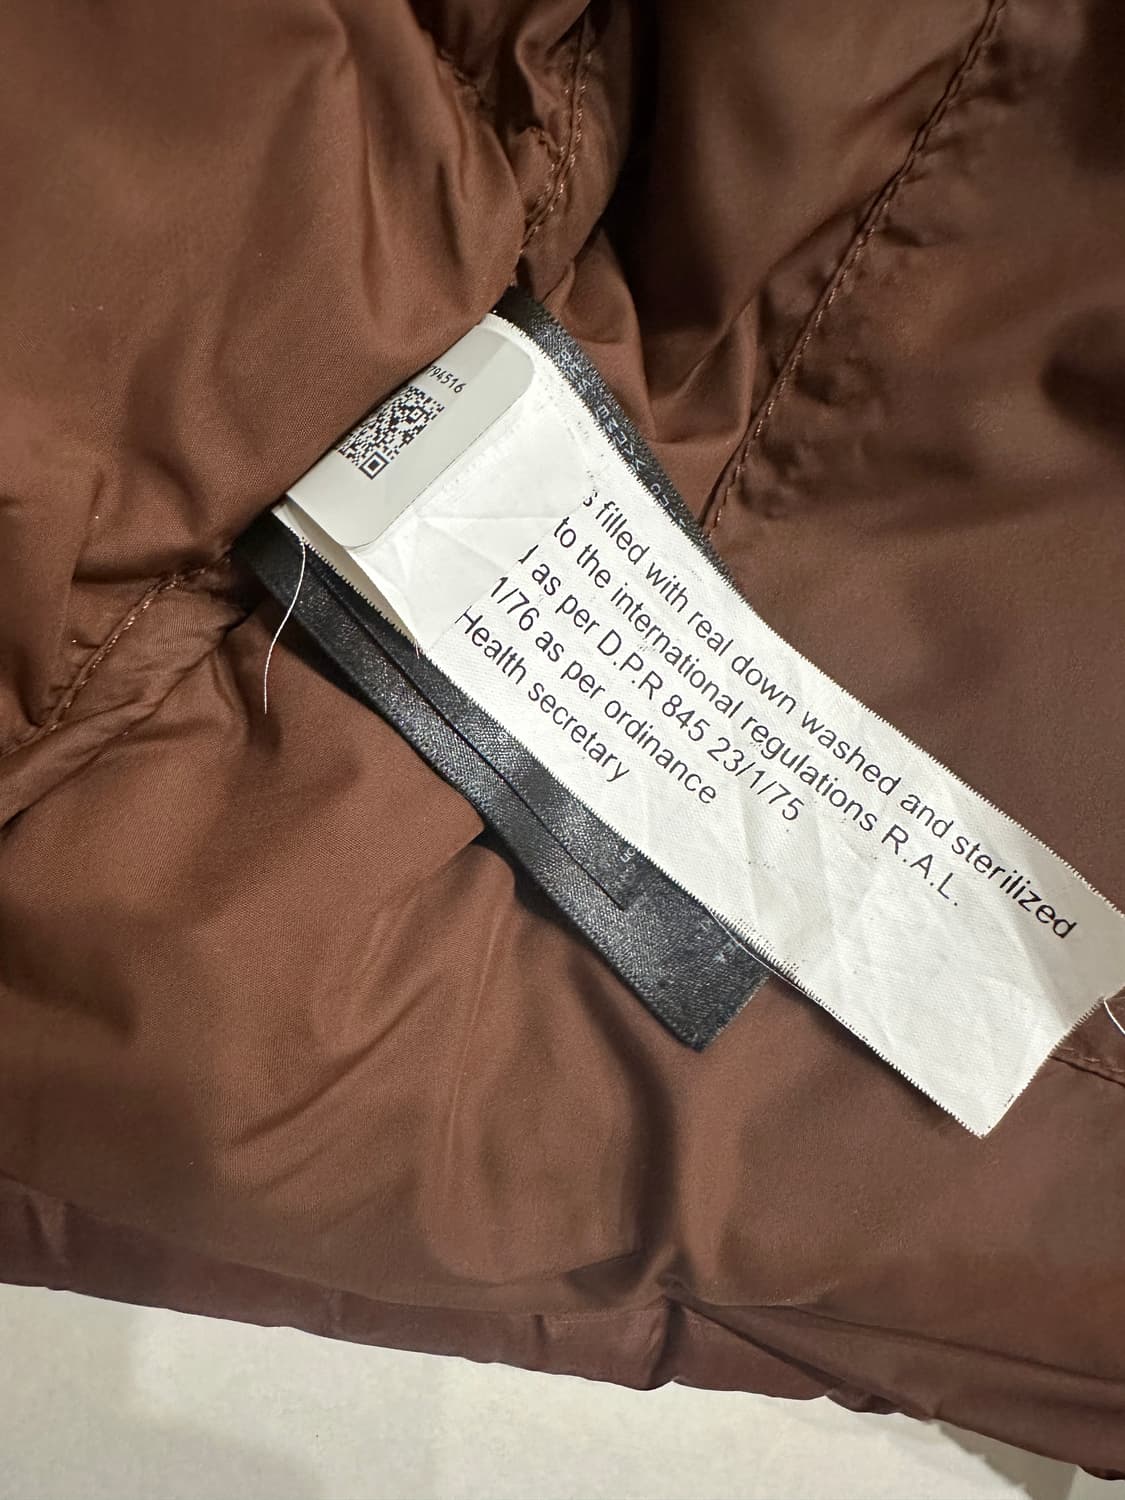 794516
s filled with real down washed and sterilized
to the international regulations R.A.L.
as per D.P.R 845 23/1/75
1/76 as per ordinance
Health secretary